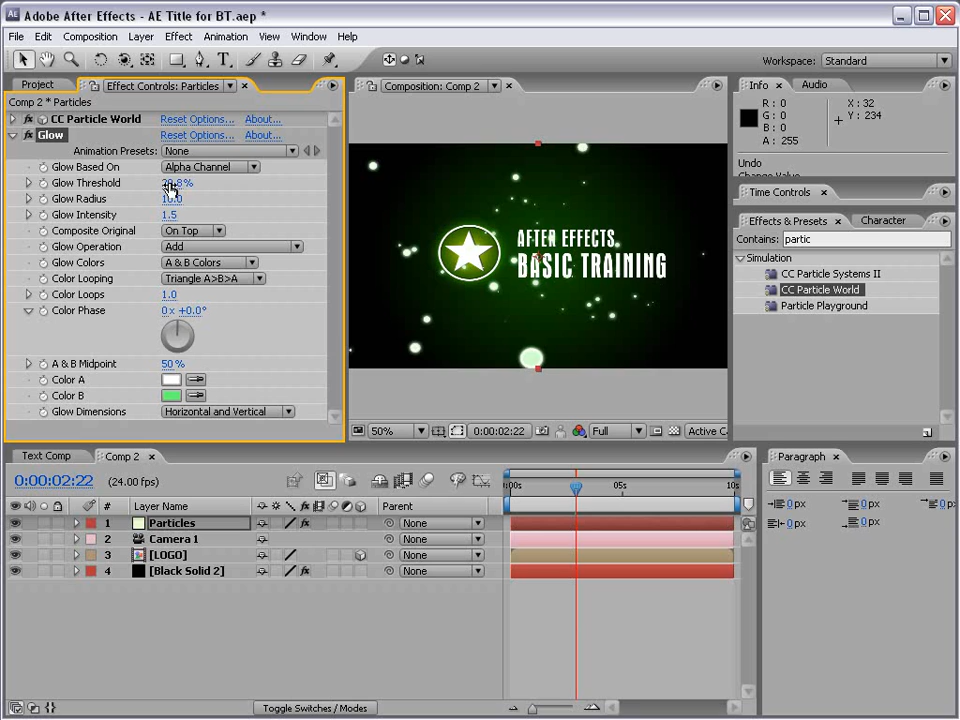 Adobe After Effects - AE Title for BT.aep *
File Edit Composition Layer Effect Animation View Window Help
Workspace: Standard
Project Effect Controls: Particles
Comp 2 * Particles
CC Particle World Reset Options... About...
Glow Reset Options... About...
Animation Presets: None
Glow Based On Alpha Channel
Glow Threshold
Glow Radius
Glow Intensity 1.5
Composite Original On Top
Glow Operation Add
Glow Colors A & B Colors
Color Looping Triangle A>B>A
Color Loops 1.0
Color Phase 0 x +0.0°
A & B Midpoint 50 %
Color A
Color B
Glow Dimensions Horizontal and Vertical
Composition: Comp 2
AFTER EFFECTS
BASIC TRAINING
50% 0:00:02:22 Full Active C
Info Audio
R: 0 X: 32
G: 0 Y: 234
B: 0
A: 255
Undo
Change Value
Time Controls
Effects & Presets Character
Contains: partic
Simulation
CC Particle Systems II
CC Particle World
Particle Playground
Text Comp Comp 2
0:00:02:22 (24.00 fps)
:00s 05s 10s
# Layer Name Parent
1 Particles None
2 Camera 1 None
3 [LOGO] None
4 [Black Solid 2] None
Toggle Switches / Modes
Paragraph
0 px 0 px 0 px
0 px 0 px